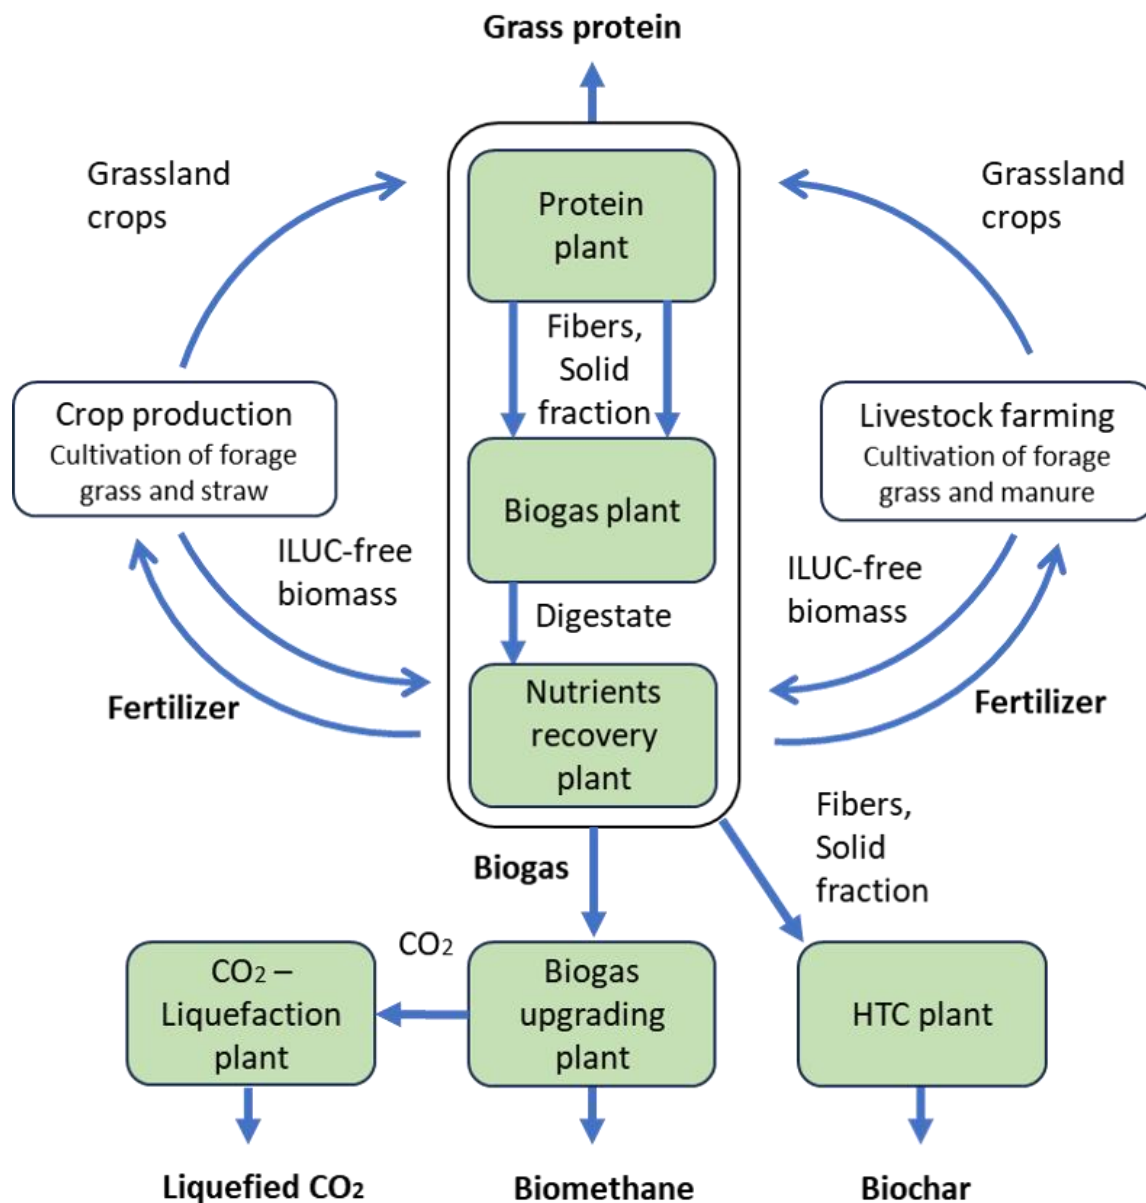 Grass protein
Grassland
crops
Grassland
crops
Protein
plant
Fibers,
Solid
fraction
Crop production
Cultivation of forage
grass and straw
Livestock farming
Cultivation of forage
grass and manure
Biogas plant
ILUC-free
biomass
ILUC-free
biomass
Digestate
Fertilizer
Fertilizer
Nutrients
recovery
plant
Fibers,
Solid
fraction
Biogas
CO2
CO2 –
Liquefaction
plant
Biogas
upgrading
plant
HTC plant
Liquefied CO2
Biomethane
Biochar